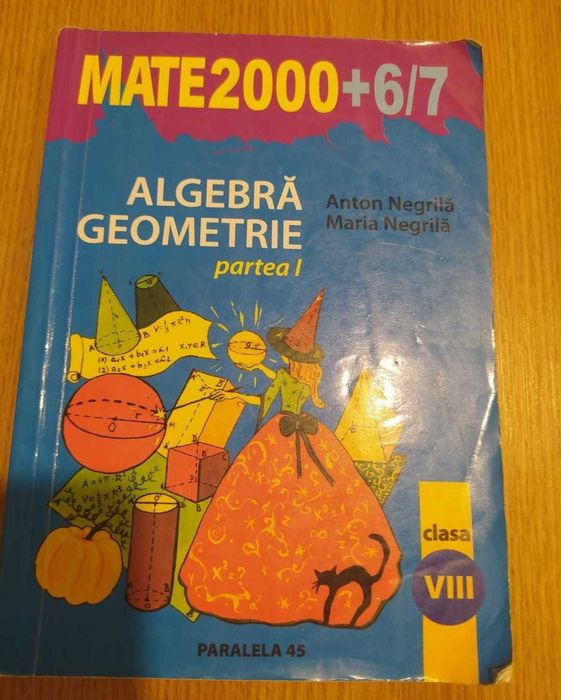 MATE2000+6/7
ALGEBRĂ
GEOMETRIE
partea I
Anton Negrilă
Maria Negrilă
x,y∈R
clasa
VIII
PARALELA 45